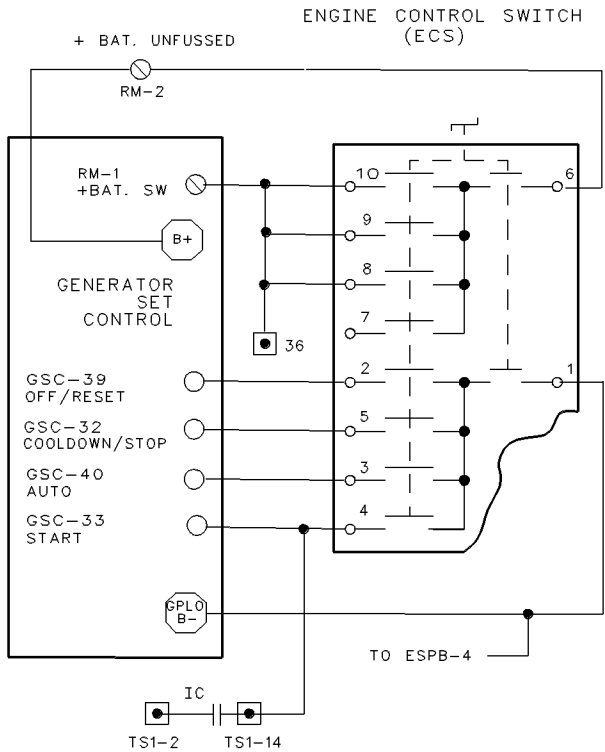 ENGINE CONTROL SWITCH
(ECS)
+ BAT. UNFUSSED
RM-2
RM-1
+BAT. SW
B+
GENERATOR
SET
CONTROL
10
6
9
8
7
36
2
1
5
3
4
GSC-39
OFF/RESET
GSC-32
COOLDOWN/STOP
GSC-40
AUTO
GSC-33
START
GPLO
B-
TO ESPB-4
IC
TS1-2
TS1-14